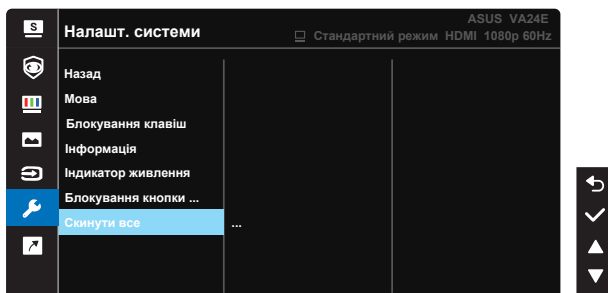 S
Налашт. системи
ASUS VA24E
Стандартний режим HDMI 1080p 60Hz
Назад
Мова
Блокування клавіш
Інформація
Індикатор живлення
Блокування кнопки ...
Скинути все ...